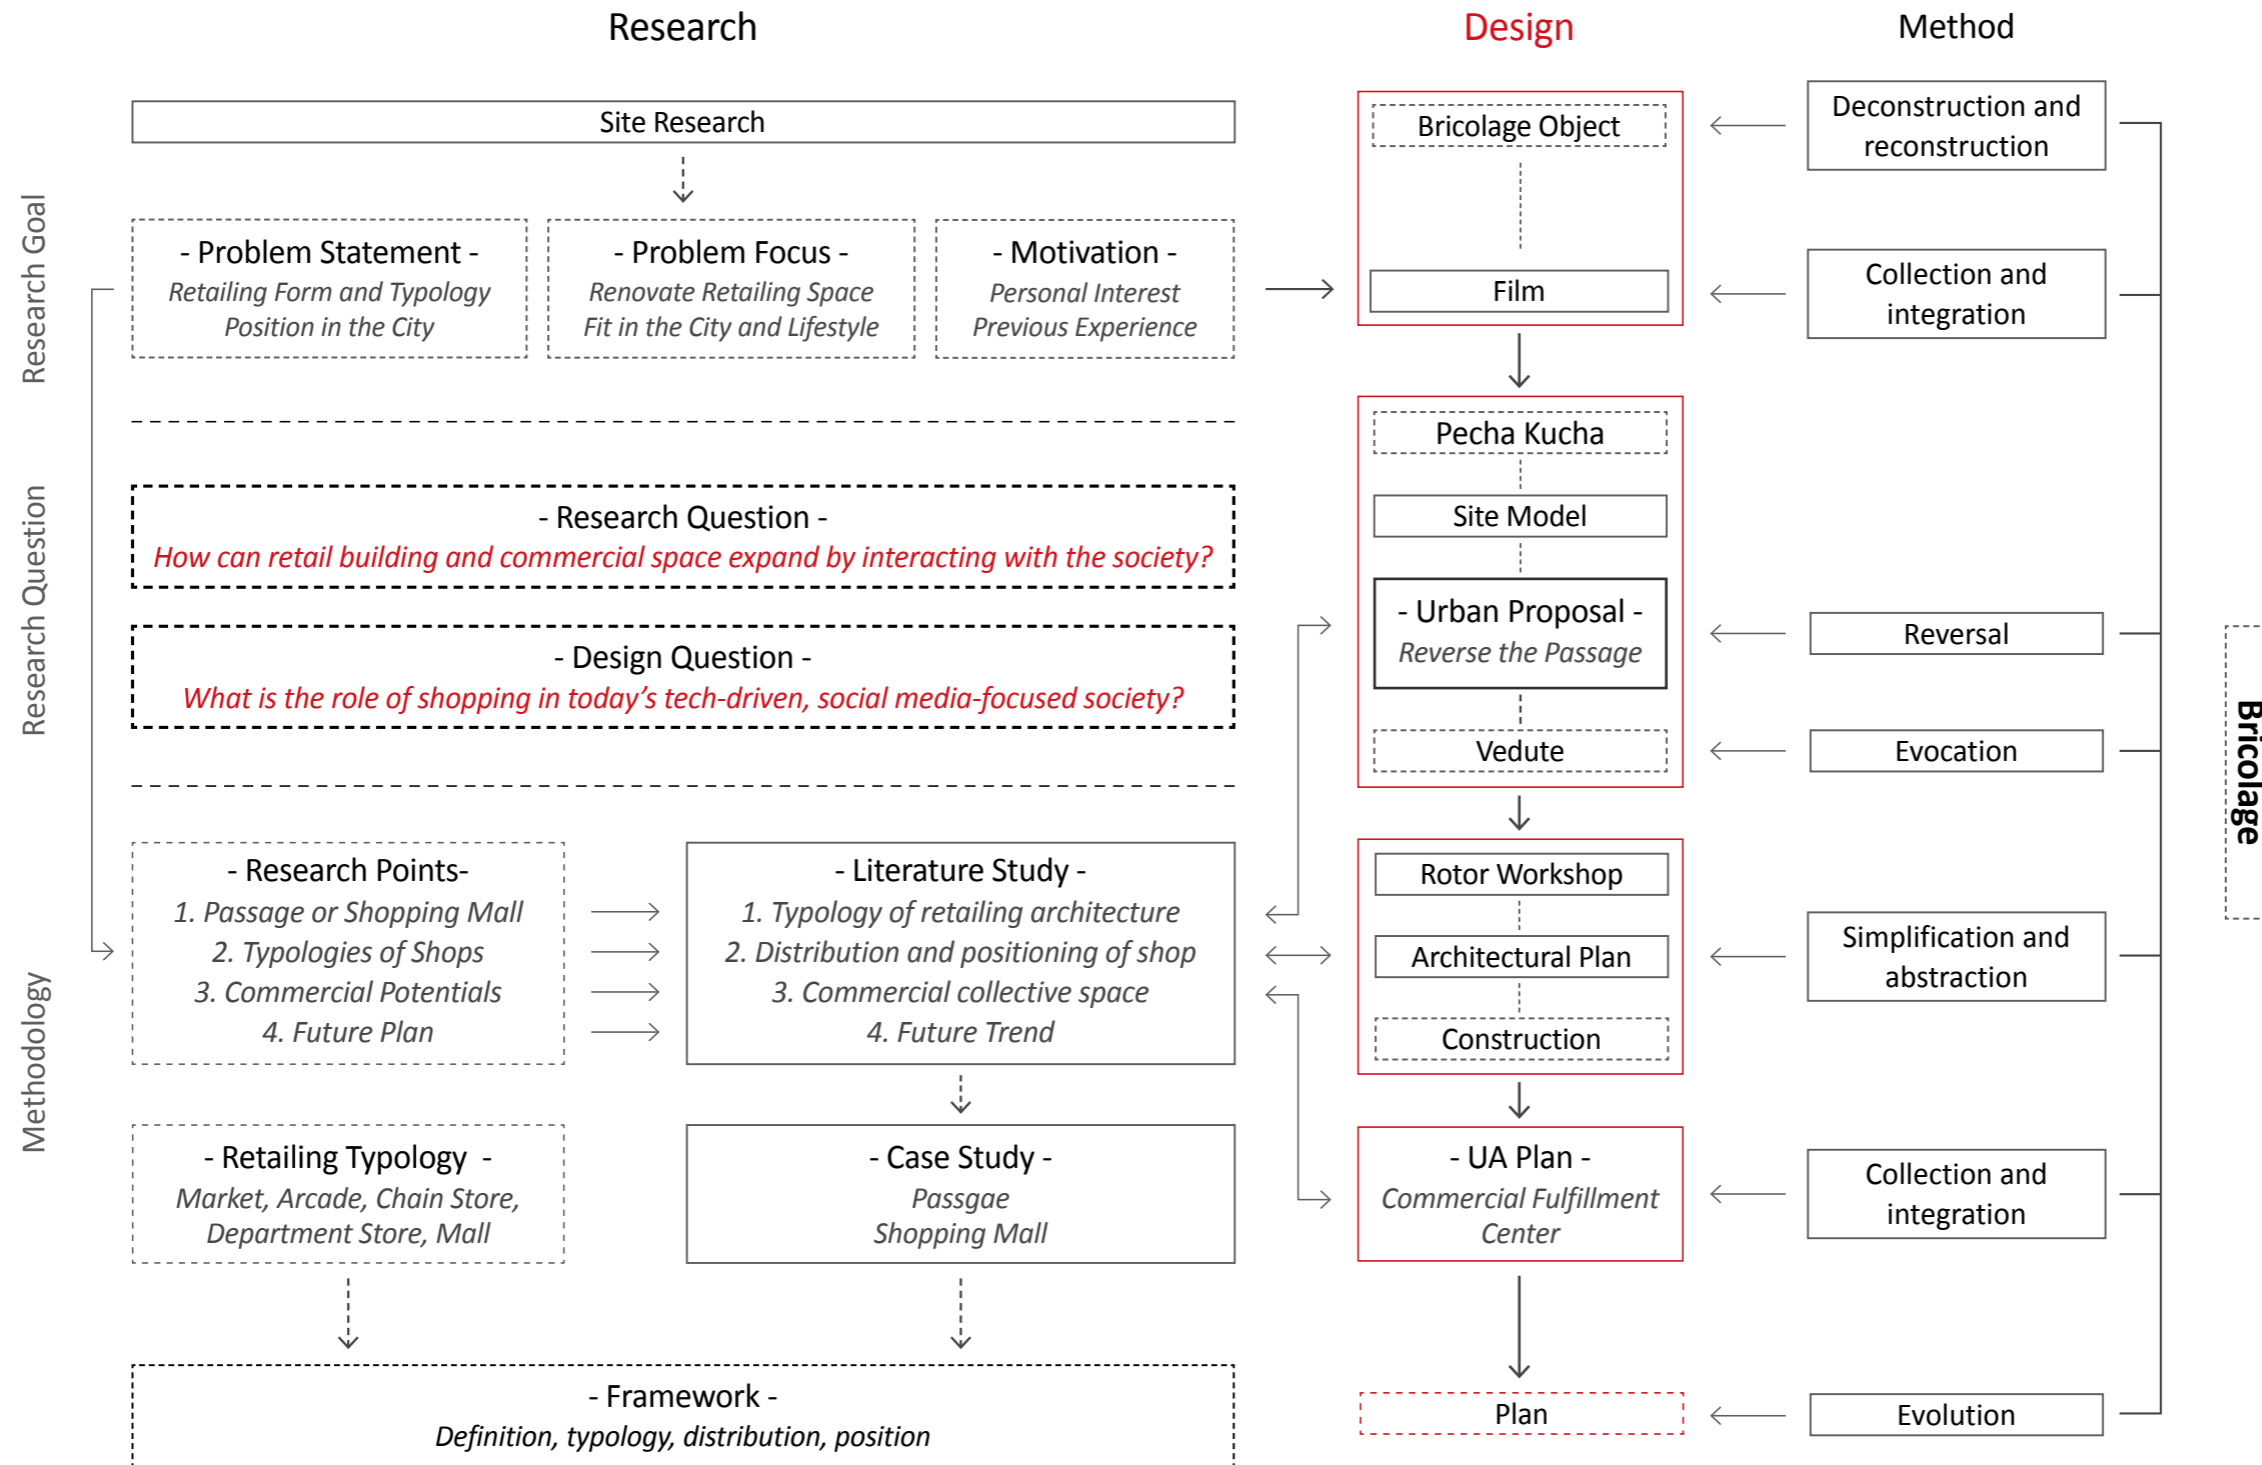 Research
Design
Method
Research Goal
Site Research
- Problem Statement -
Retailing Form and Typology
Position in the City
- Problem Focus -
Renovate Retailing Space
Fit in the City and Lifestyle
- Motivation -
Personal Interest
Previous Experience
Research Question
- Research Question -
How can retail building and commercial space expand by interacting with the society?
- Design Question -
What is the role of shopping in today's tech-driven, social media-focused society?
Methodology
- Research Points-
1. Passage or Shopping Mall
2. Typologies of Shops
3. Commercial Potentials
4. Future Plan
- Literature Study -
1. Typology of retailing architecture
2. Distribution and positioning of shop
3. Commercial collective space
4. Future Trend
- Retailing Typology -
Market, Arcade, Chain Store,
Department Store, Mall
- Case Study -
Passgae
Shopping Mall
- Framework -
Definition, typology, distribution, position
Bricolage Object
Film
Pecha Kucha
Site Model
- Urban Proposal -
Reverse the Passage
Vedute
Rotor Workshop
Architectural Plan
Construction
- UA Plan -
Commercial Fulfillment
Center
Plan
Deconstruction and
reconstruction
Collection and
integration
Reversal
Evocation
Simplification and
abstraction
Collection and
integration
Evolution
Bricolage